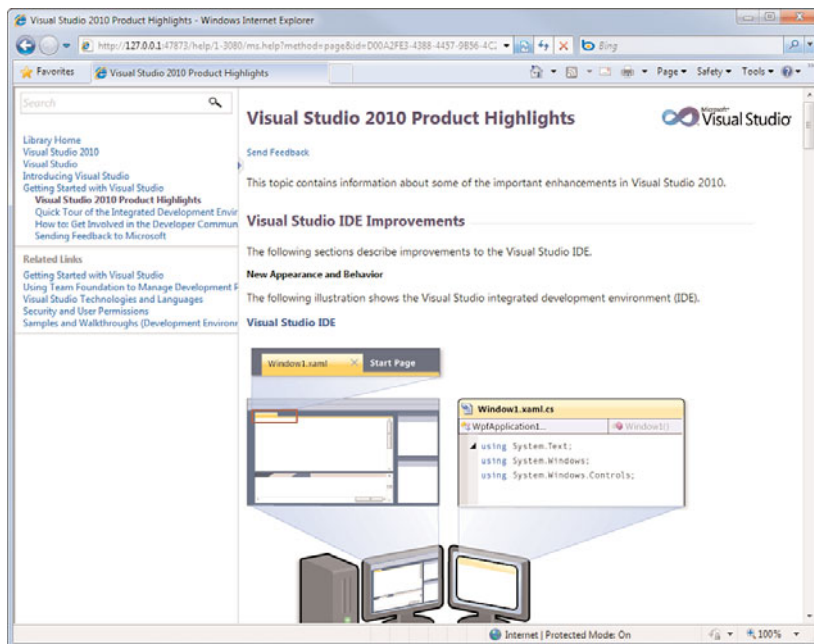 Visual Studio 2010 Product Highlights - Windows Internet Explorer
http://127.0.0.1:47873/help/1-3080/ms.help?method=page&id=D00A2FE3-4388-4457-9B56-4C2
Bing
Favorites
Visual Studio 2010 Product Highlights
Page
Safety
Tools
Search
Library Home
Visual Studio 2010
Visual Studio
Introducing Visual Studio
Getting Started with Visual Studio
Visual Studio 2010 Product Highlights
Quick Tour of the Integrated Development Envir
How to: Get Involved in the Developer Commun
Sending Feedback to Microsoft
Related Links
Getting Started with Visual Studio
Using Team Foundation to Manage Development P
Visual Studio Technologies and Languages
Security and User Permissions
Samples and Walkthroughs (Development Environm
Visual Studio 2010 Product Highlights
Microsoft
Visual Studio
Send Feedback
This topic contains information about some of the important enhancements in Visual Studio 2010.
Visual Studio IDE Improvements
The following sections describe improvements to the Visual Studio IDE.
New Appearance and Behavior
The following illustration shows the Visual Studio integrated development environment (IDE).
Visual Studio IDE
Window1.xaml
Start Page
Window1.xaml.cs
WpfApplication1...
Window1()
using System.Text;
using System.Windows;
using System.Windows.Controls;
Internet | Protected Mode: On
100%